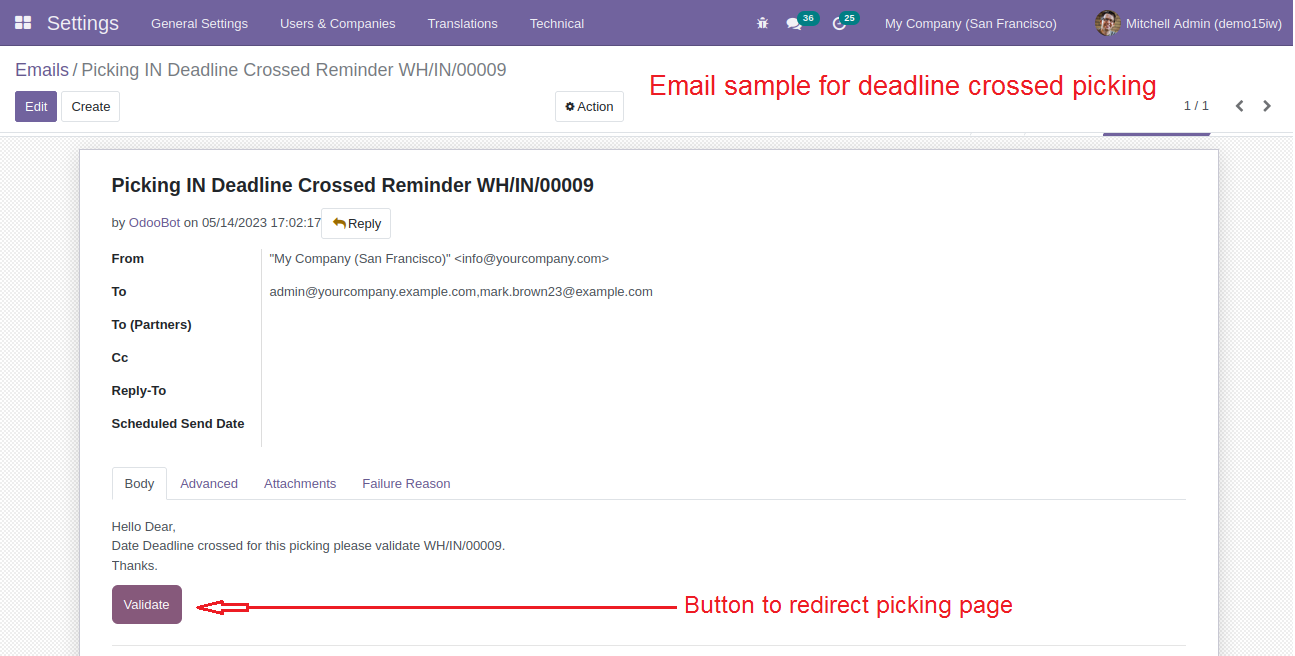 Settings General Settings Users & Companies Translations Technical 36 25 My Company (San Francisco) Mitchell Admin (demo15iw)
Emails / Picking IN Deadline Crossed Reminder WH/IN/00009
Email sample for deadline crossed picking
Edit Create Action 1 / 1
Picking IN Deadline Crossed Reminder WH/IN/00009
by OdooBot on 05/14/2023 17:02:17 Reply
From "My Company (San Francisco)" <info@yourcompany.com>
To admin@yourcompany.example.com,mark.brown23@example.com
To (Partners)
Cc
Reply-To
Scheduled Send Date
Body Advanced Attachments Failure Reason
Hello Dear,
Date Deadline crossed for this picking please validate WH/IN/00009.
Thanks.
Validate Button to redirect picking page